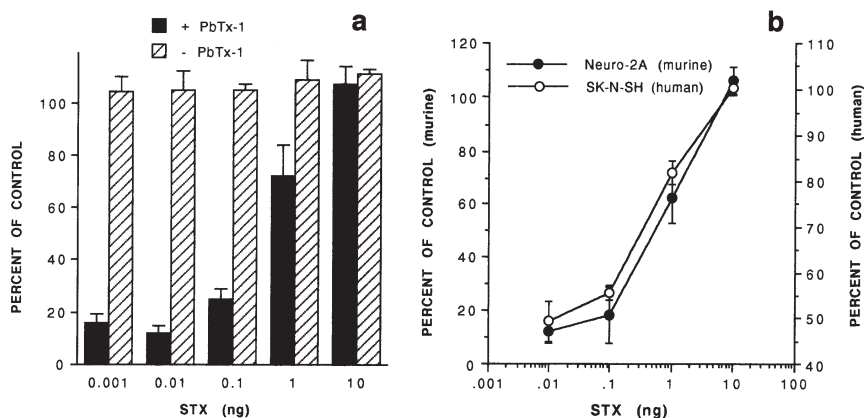 a
+ PbTx-1
- PbTx-1
PERCENT OF CONTROL
100
80
60
40
20
0
0.001 0.01 0.1 1 10
STX (ng)
b
Neuro-2A (murine)
SK-N-SH (human)
PERCENT OF CONTROL (murine)
120
100
80
60
40
20
0
.001 .01 .1 1 10 100
STX (ng)
110
100
90
80
70
60
50
40
PERCENT OF CONTROL (human)